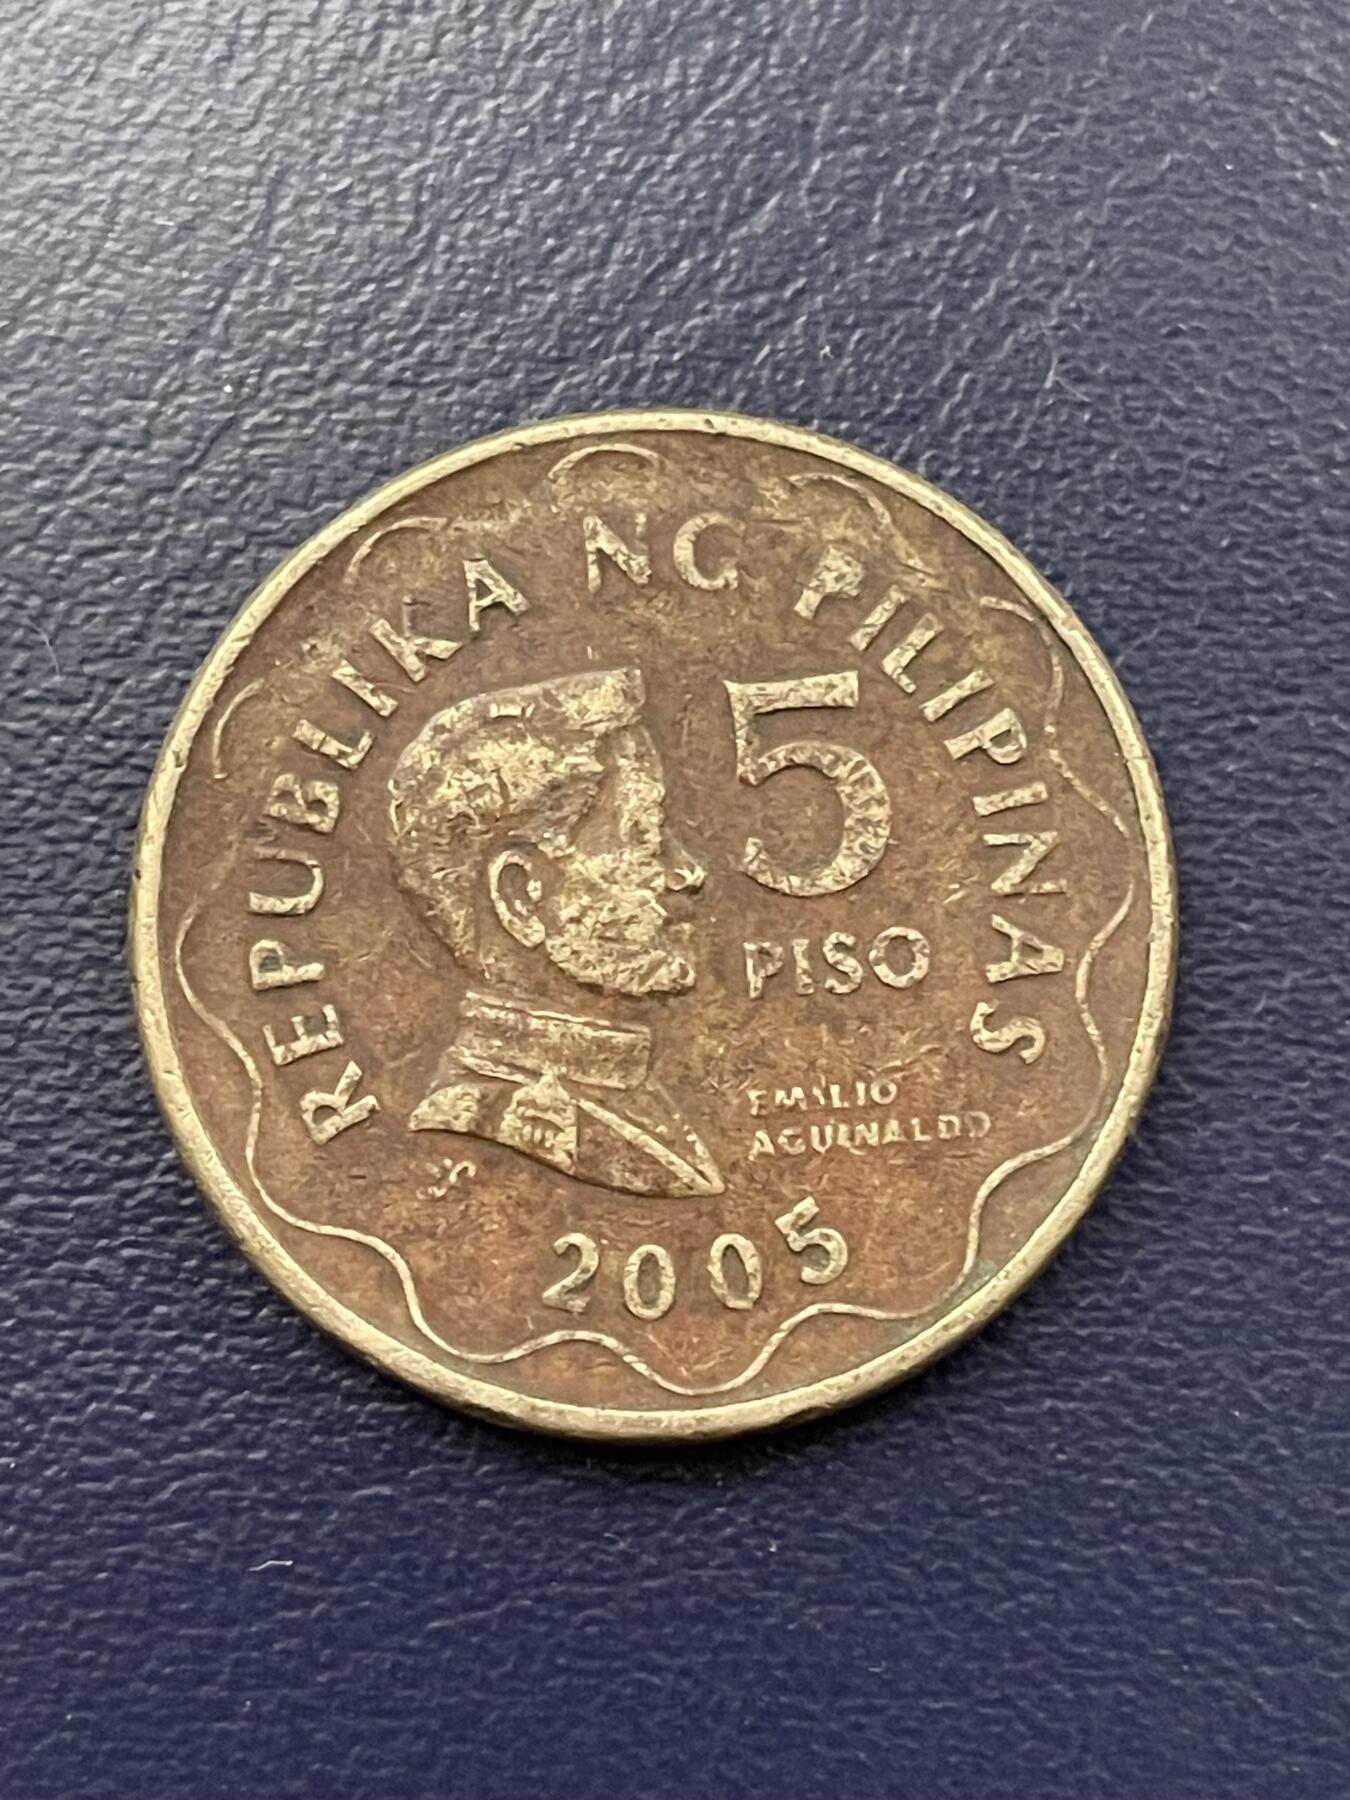 REPUBLIKA NG PILIPINAS
5
PISO
EMILIO
AGUINALDO
2005